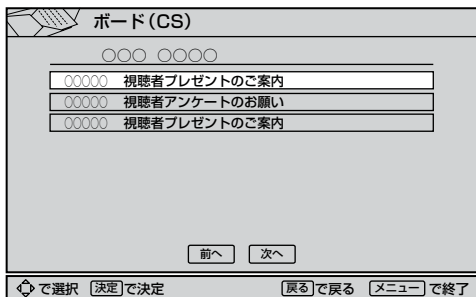 ボード(CS)
○○○ ○○○○
○○○○○ 視聴者プレゼントのご案内
○○○○○ 視聴者アンケートのお願い
○○○○○ 視聴者プレゼントのご案内
前へ 次へ
で選択 決定で決定 戻るで戻る メニューで終了